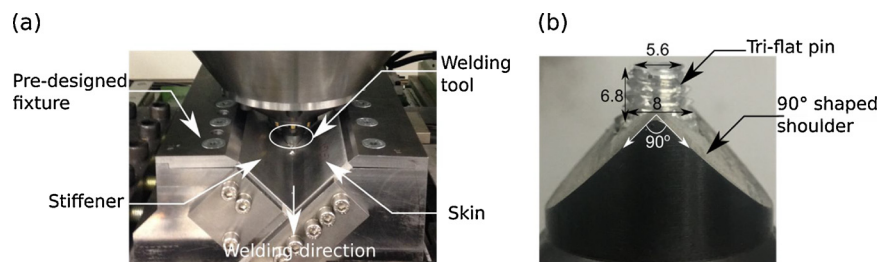 (a)
Pre-designed
fixture
Welding
tool
Stiffener
Skin
Welding direction
(b)
5.6
Tri-flat pin
6.8
8
90° shaped
shoulder
90°